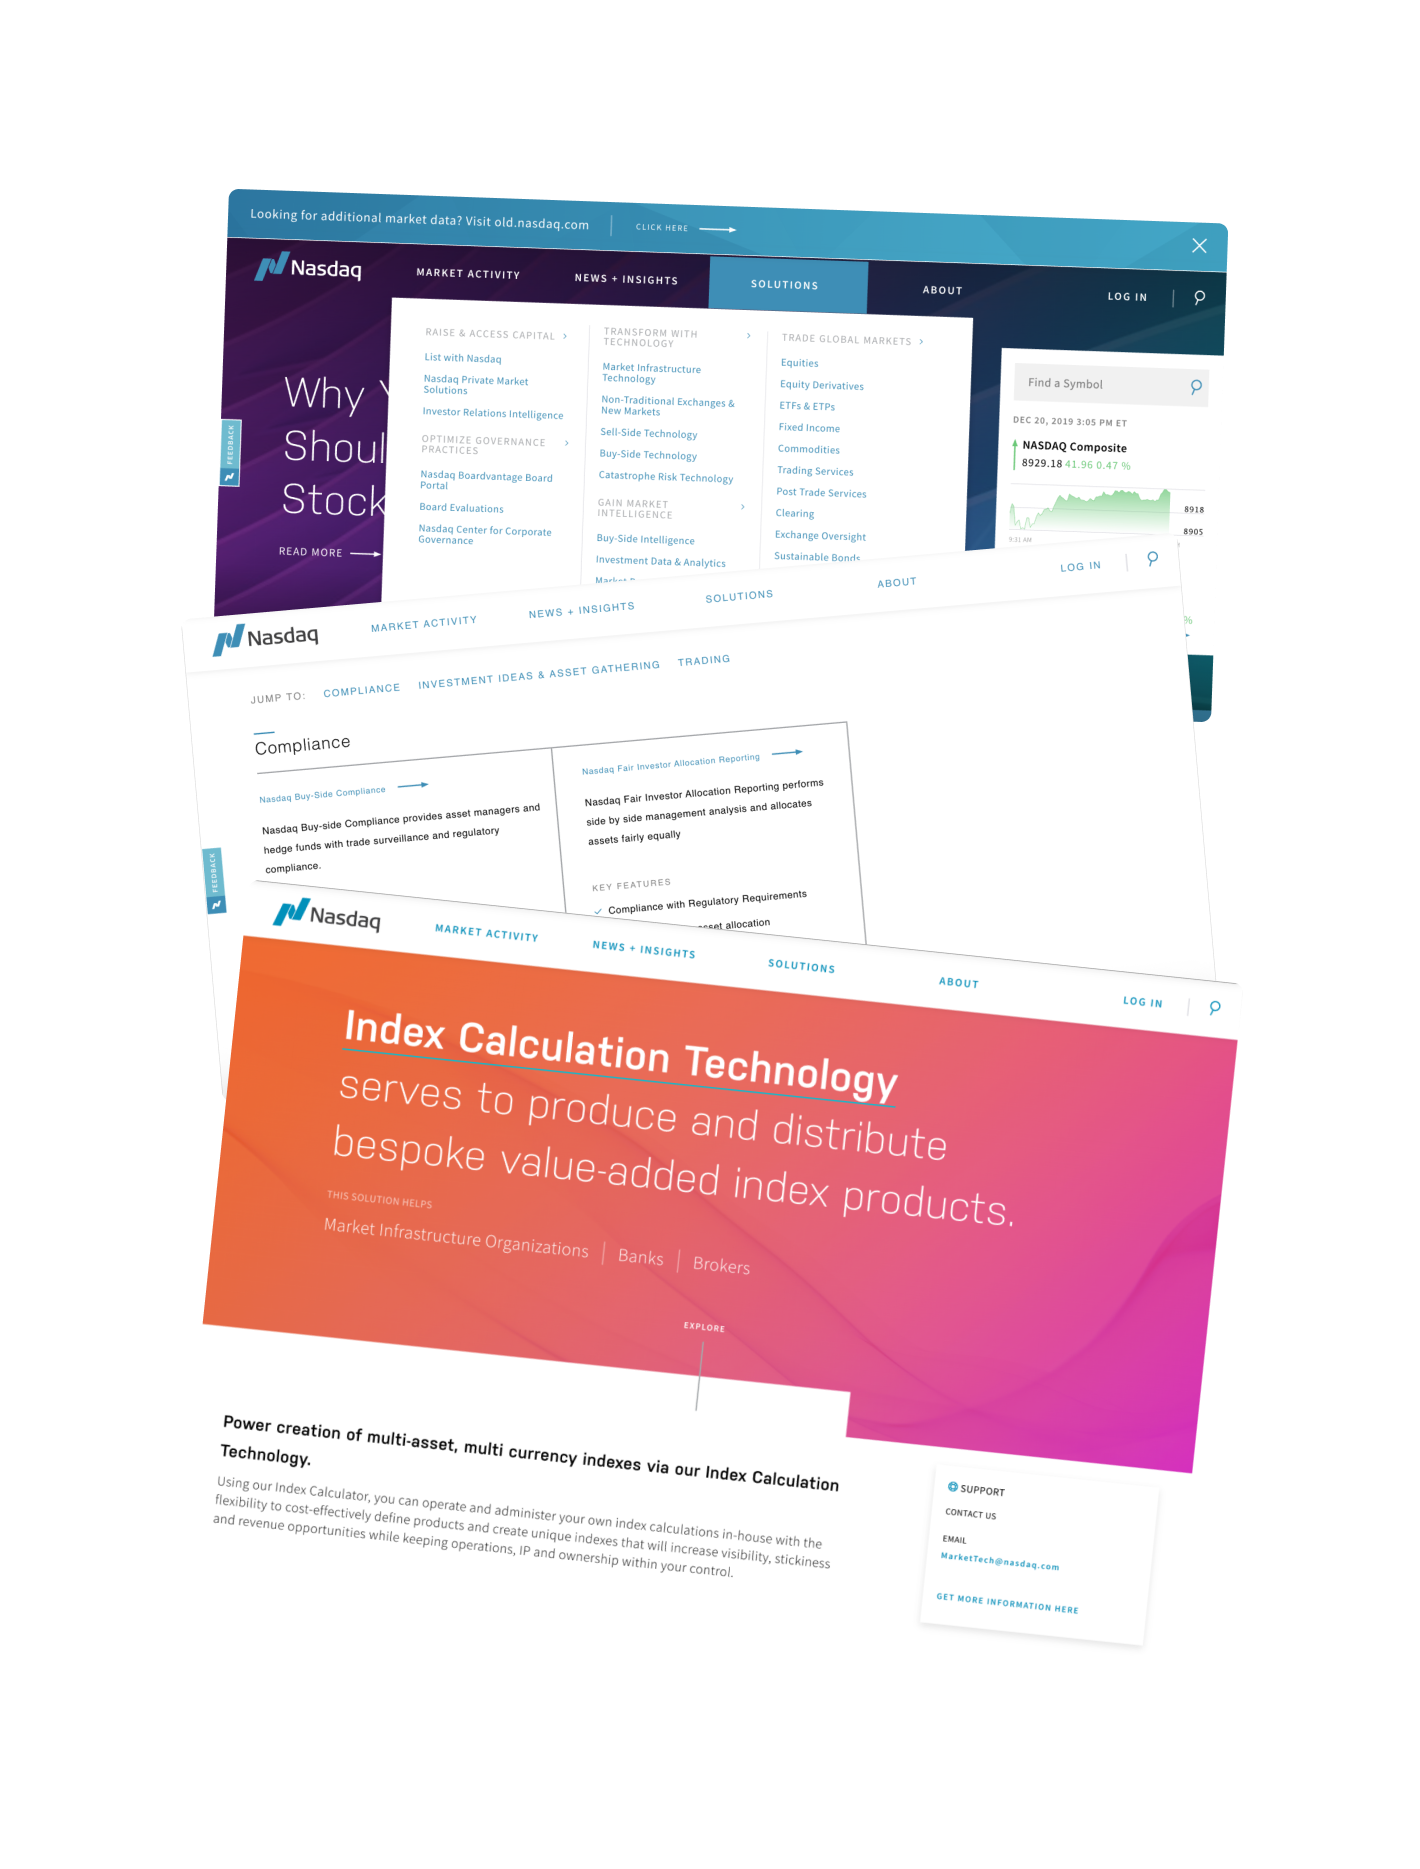 Looking for additional market data? Visit old.nasdaq.com
CLICK HERE
Nasdaq
MARKET ACTIVITY
NEWS + INSIGHTS
SOLUTIONS
ABOUT
LOG IN
Why
Shoul
Stock
READ MORE
FEEDBACK
RAISE & ACCESS CAPITAL
List with Nasdaq
Nasdaq Private Market
Solutions
Investor Relations Intelligence
OPTIMIZE GOVERNANCE
PRACTICES
Nasdaq Boardvantage Board
Portal
Board Evaluations
Nasdaq Center for Corporate
Governance
TRANSFORM WITH
TECHNOLOGY
Market Infrastructure
Technology
Non-Traditional Exchanges &
New Markets
Sell-Side Technology
Buy-Side Technology
Catastrophe Risk Technology
GAIN MARKET
INTELLIGENCE
Buy-Side Intelligence
Investment Data & Analytics
Market
TRADE GLOBAL MARKETS
Equities
Equity Derivatives
ETFs & ETPs
Fixed Income
Commodities
Trading Services
Post Trade Services
Clearing
Exchange Oversight
Sustainable Bonds
Find a Symbol
DEC 20, 2019 3:05 PM ET
NASDAQ Composite
8929.18 41.96 0.47 %
8918
8905
9:31 AM
%
Nasdaq
MARKET ACTIVITY
NEWS + INSIGHTS
SOLUTIONS
ABOUT
LOG IN
JUMP TO: COMPLIANCE INVESTMENT IDEAS & ASSET GATHERING TRADING
Compliance
Nasdaq Buy-Side Compliance
Nasdaq Buy-side Compliance provides asset managers and
hedge funds with trade surveillance and regulatory
compliance.
Nasdaq Fair Investor Allocation Reporting
Nasdaq Fair Investor Allocation Reporting performs
side by side management analysis and allocates
assets fairly equally
KEY FEATURES
Compliance with Regulatory Requirements
asset allocation
FEEDBACK
Nasdaq
MARKET ACTIVITY
NEWS + INSIGHTS
SOLUTIONS
ABOUT
LOG IN
Index Calculation Technology
serves to produce and distribute
bespoke value-added index products.
THIS SOLUTION HELPS
Market Infrastructure Organizations | Banks | Brokers
EXPLORE
Power creation of multi-asset, multi currency indexes via our Index Calculation
Technology.
Using our Index Calculator, you can operate and administer your own index calculations in-house with the
flexibility to cost-effectively define products and create unique indexes that will increase visibility, stickiness
and revenue opportunities while keeping operations, IP and ownership within your control.
SUPPORT
CONTACT US
EMAIL
MarketTech@nasdaq.com
GET MORE INFORMATION HERE